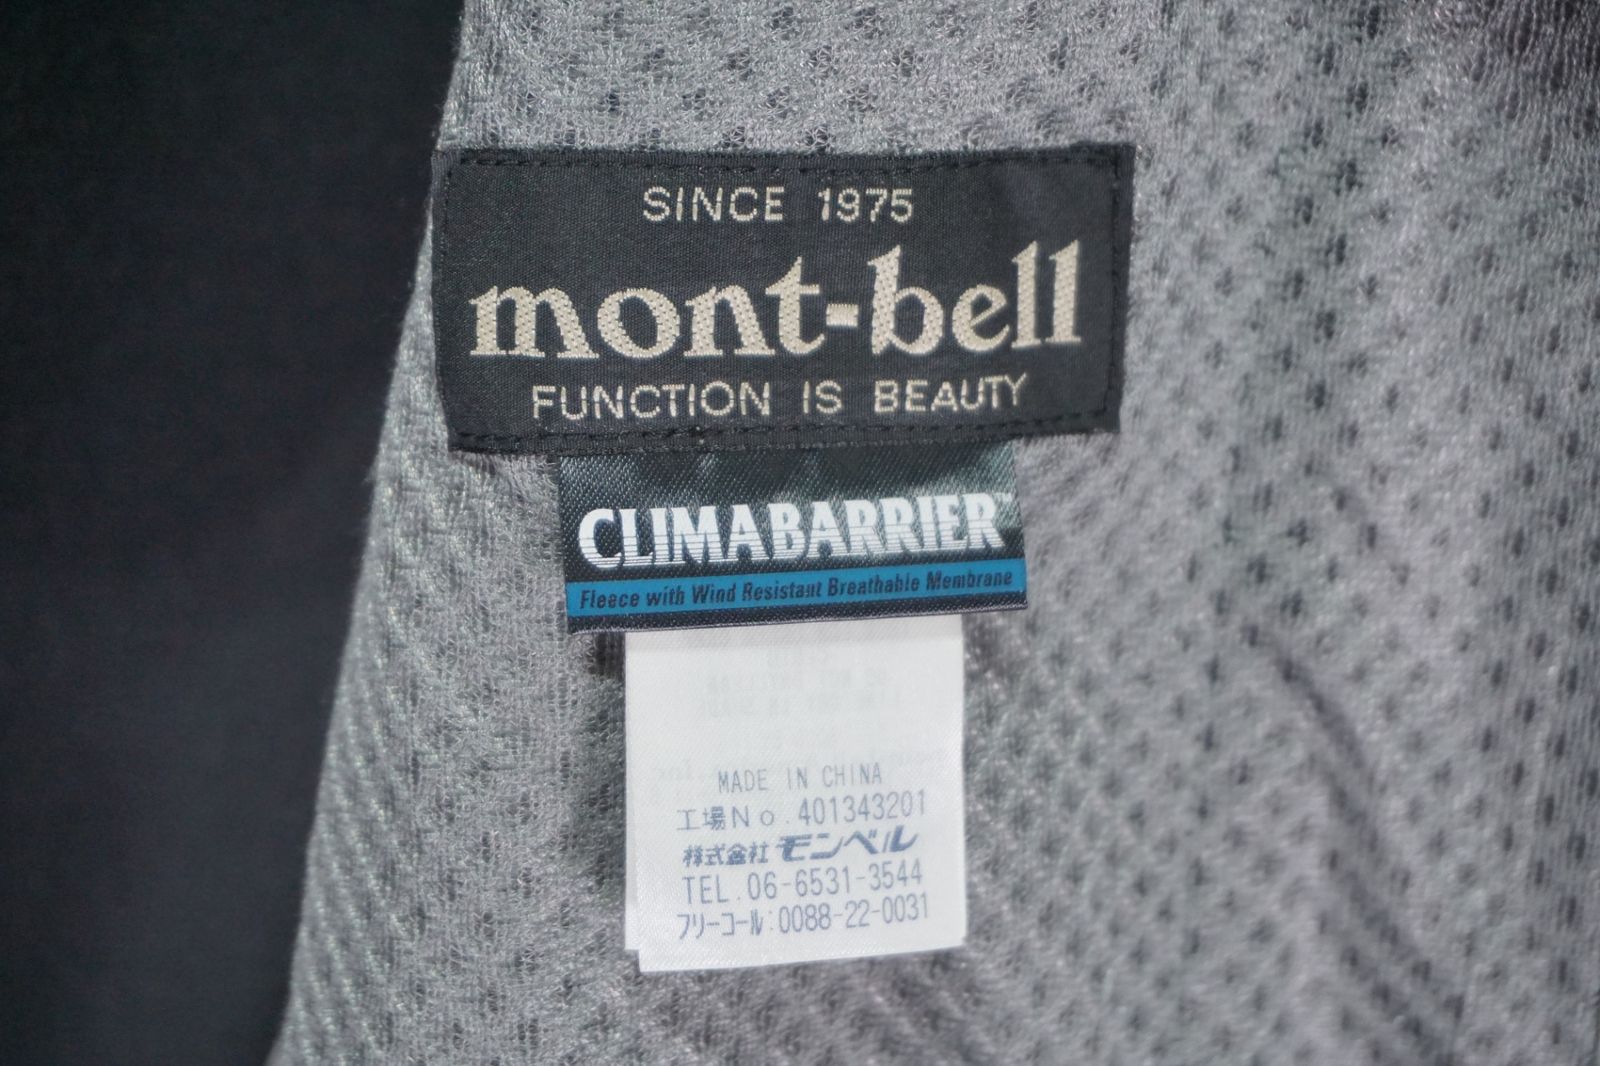 SINCE 1975
mont-bell
FUNCTION IS BEAUTY
CLIMABARRIER™
Fleece with Wind Resistant Breathable Membrane
MADE IN CHINA
工場No.401343201
株式会社モンベル
TEL.06-6531-3544
フリーコール:0088-22-0031